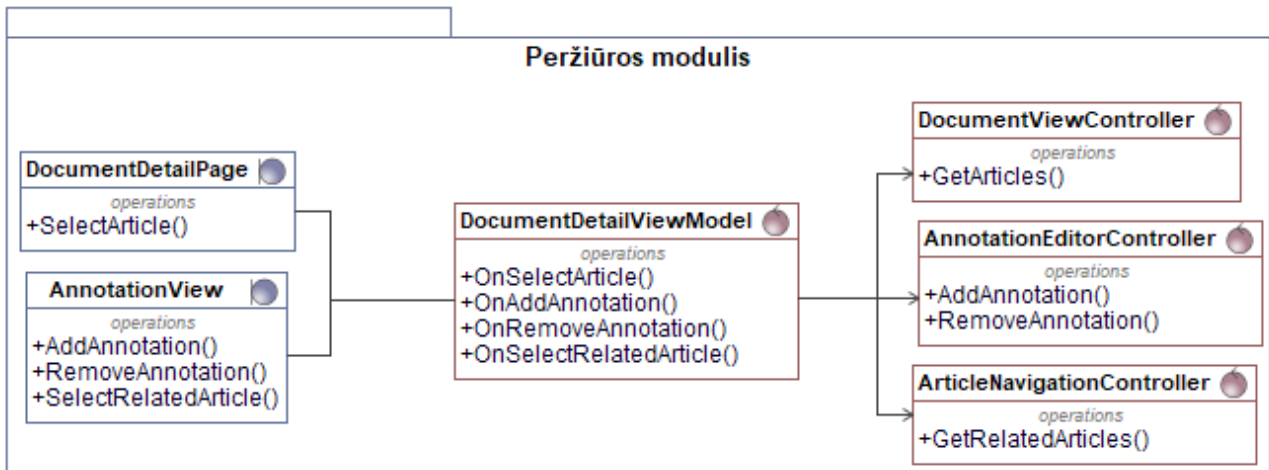 Peržiūros modulis
DocumentDetailPage
operations
+SelectArticle()
AnnotationView
operations
+AddAnnotation()
+RemoveAnnotation()
+SelectRelatedArticle()
DocumentDetailViewModel
operations
+OnSelectArticle()
+OnAddAnnotation()
+OnRemoveAnnotation()
+OnSelectRelatedArticle()
DocumentViewController
operations
+GetArticles()
AnnotationEditorController
operations
+AddAnnotation()
+RemoveAnnotation()
ArticleNavigationController
operations
+GetRelatedArticles()